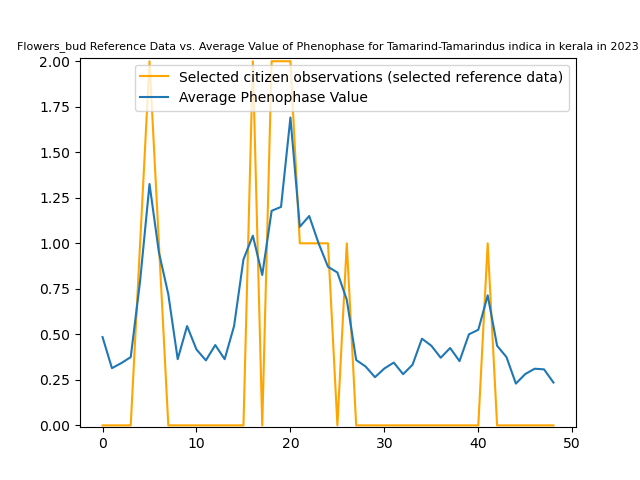 Flowers_bud Reference Data vs. Average Value of Phenophase for Tamarind-Tamarindus indica in kerala in 2023
Selected citizen observations (selected reference data)
Average Phenophase Value
2.00
1.75
1.50
1.25
1.00
0.75
0.50
0.25
0.00
0 10 20 30 40 50